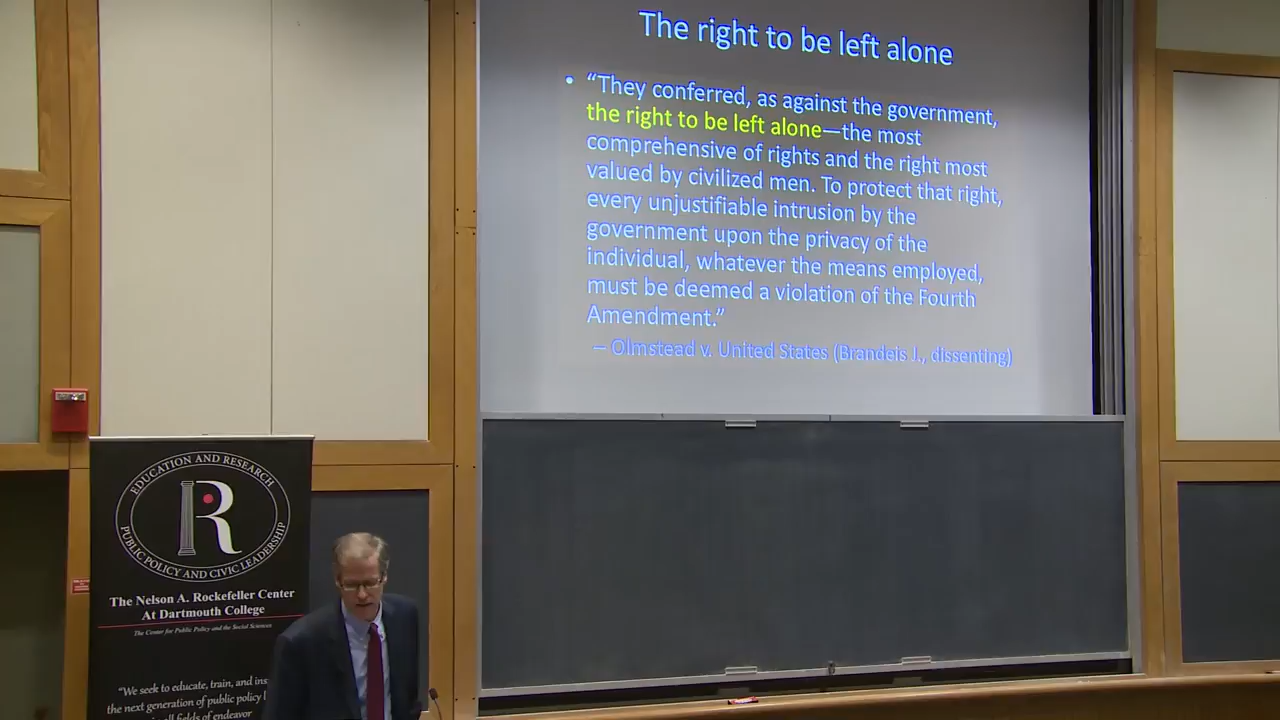 The right to be left alone
• “They conferred, as against the government,
the right to be left alone—the most
comprehensive of rights and the right most
valued by civilized men. To protect that right,
every unjustifiable intrusion by the
government upon the privacy of the
individual, whatever the means employed,
must be deemed a violation of the Fourth
Amendment.”
– Olmstead v. United States (Brandeis J., dissenting)
EDUCATION AND RESEARCH
R
PUBLIC POLICY AND CIVIC LEADERSHIP
The Nelson A. Rockefeller Center
At Dartmouth College
The Center for Public Policy and the Social Sciences
“We seek to educate, train, and ins
the next generation of public policy l
all fields of endeavor